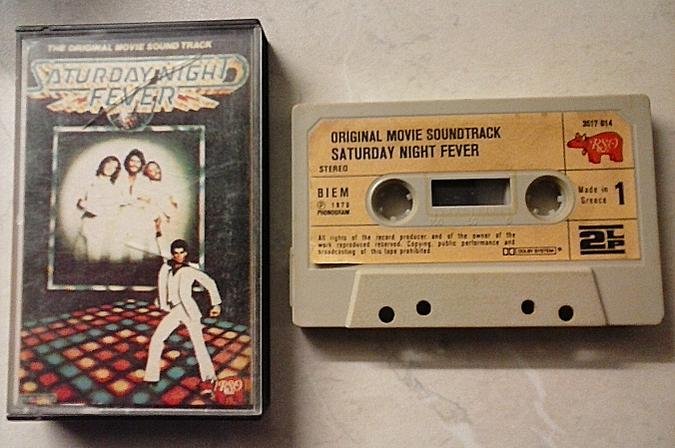 THE ORIGINAL MOVIE SOUND TRACK
SATURDAY NIGHT
FEVER
RSO
ORIGINAL MOVIE SOUNDTRACK
SATURDAY NIGHT FEVER
STEREO
3517 014
RSO
BIEM
℗ 1978
PHONOGRAM
Made in
Greece
1
All rights of the record producer and of the owner of the
work reproduced reserved. Copying, public performance and
broadcasting of this tape prohibited
DOLBY SYSTEM
2LP